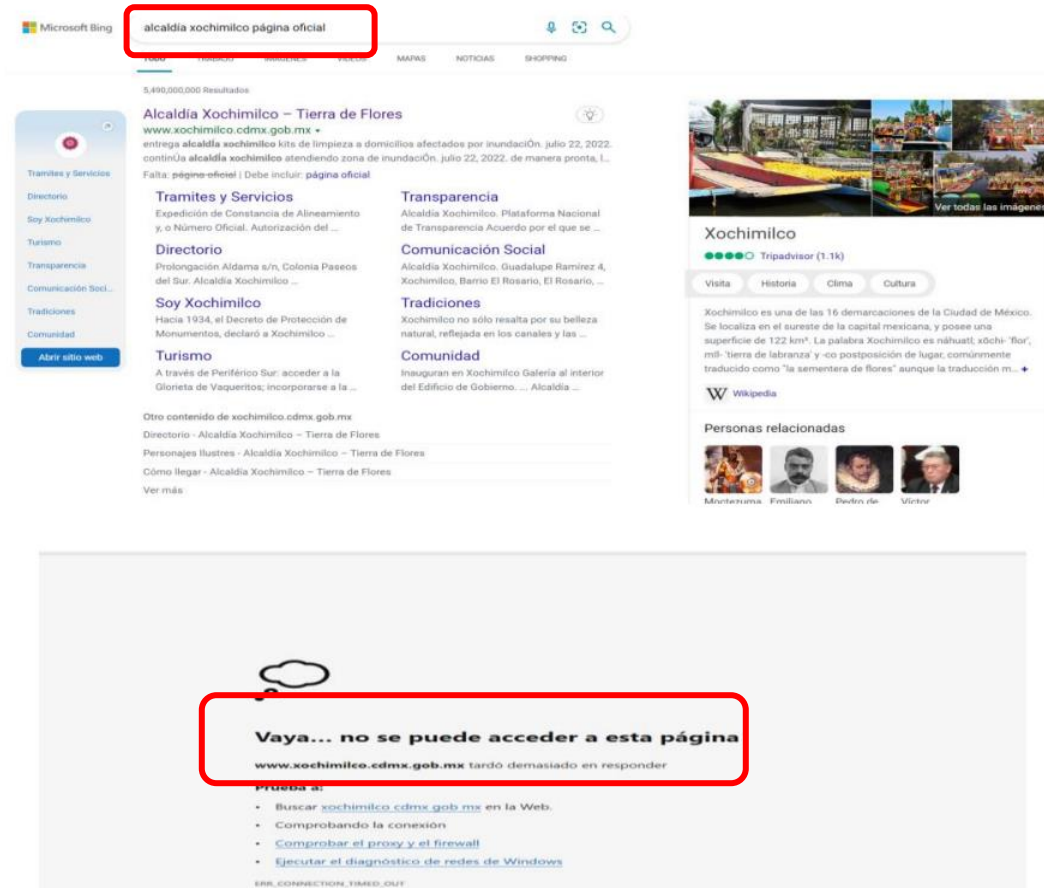 Microsoft Bing
alcaldía xochimilco página oficial
TODO TRABAJO IMÁGENES VIDEOS MAPAS NOTICIAS SHOPPING
5,490,000,000 Resultados
Alcaldía Xochimilco – Tierra de Flores
www.xochimilco.cdmx.gob.mx
entrega alcaldía xochimilco kits de limpieza a domicilios afectados por inundaciÓn. julio 22, 2022.
continÚa alcaldía xochimilco atendiendo zona de inundaciÓn. julio 22, 2022. de manera pronta, l...
Falta: página oficial | Debe incluir: página oficial
Tramites y Servicios
Expedición de Constancia de Alineamiento
y, o Número Oficial. Autorización del ...
Directorio
Prolongación Aldama s/n, Colonia Paseos
del Sur. Alcaldía Xochimilco ...
Soy Xochimilco
Hacia 1934, el Decreto de Protección de
Monumentos, declaró a Xochimilco ...
Turismo
A través de Periférico Sur: acceder a la
Glorieta de Vaqueritos; incorporarse a la ...
Transparencia
Alcaldía Xochimilco. Plataforma Nacional
de Transparencia Acuerdo por el que se ...
Comunicación Social
Alcaldía Xochimilco. Guadalupe Ramírez 4,
Xochimilco, Barrio El Rosario, El Rosario, ...
Tradiciones
Xochimilco no sólo resalta por su belleza
natural, reflejada en los canales y las ...
Comunidad
Inauguran en Xochimilco Galería al interior
del Edificio de Gobierno. ... Alcaldía ...
Otro contenido de xochimilco.cdmx.gob.mx
Directorio - Alcaldía Xochimilco – Tierra de Flores
Personajes Ilustres - Alcaldía Xochimilco – Tierra de Flores
Cómo llegar - Alcaldía Xochimilco – Tierra de Flores
Ver más
Tramites y Servicios
Directorio
Soy Xochimilco
Turismo
Transparencia
Comunicación Soci...
Tradiciones
Comunidad
Abrir sitio web
Ver todas las imágenes
Xochimilco
Tripadvisor (1.1k)
Visita Historia Clima Cultura
Xochimilco es una de las 16 demarcaciones de la Ciudad de México.
Se localiza en el sureste de la capital mexicana, y posee una
superficie de 122 km². La palabra Xochimilco es náhuatl; xōchi- 'flor',
mīl- 'tierra de labranza' y -co postposición de lugar, comúnmente
traducido como "la sementera de flores" aunque la traducción m... +
W Wikipedia
Personas relacionadas
Moctezuma Emiliano Pedro de Víctor
Vaya... no se puede acceder a esta página
www.xochimilco.cdmx.gob.mx tardó demasiado en responder
Prueba a:
• Buscar xochimilco cdmx gob mx en la Web.
• Comprobando la conexión
• Comprobar el proxy y el firewall
• Ejecutar el diagnóstico de redes de Windows
ERR_CONNECTION_TIMED_OUT